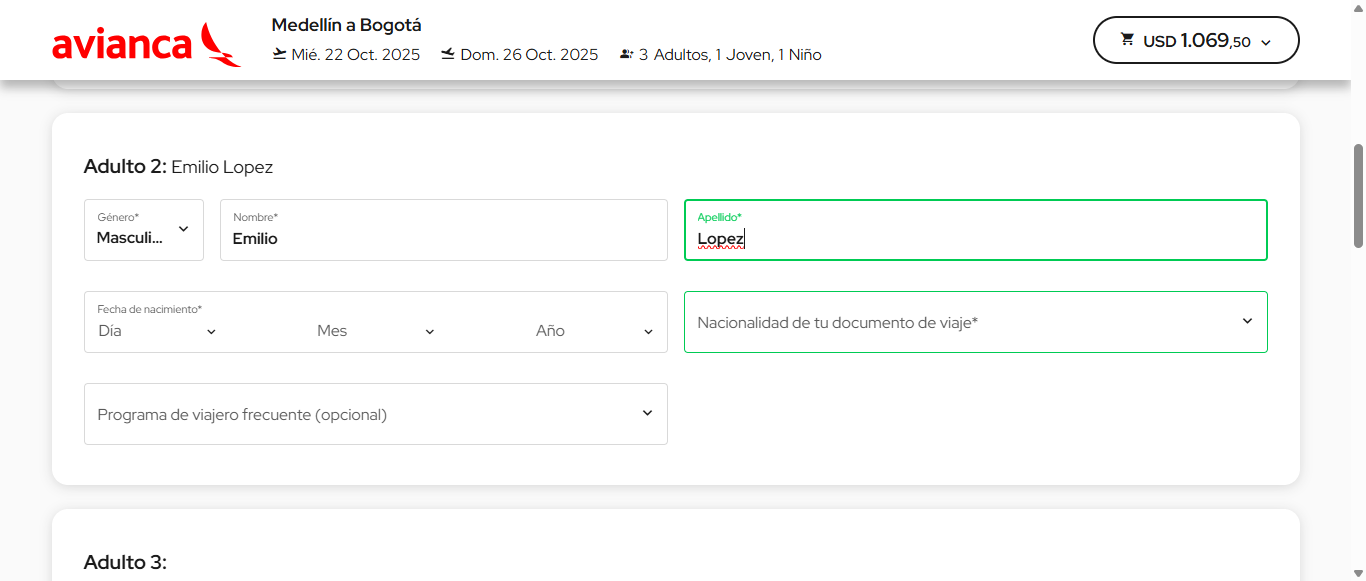 avianca
Medellín a Bogotá
Mié. 22 Oct. 2025 Dom. 26 Oct. 2025 3 Adultos, 1 Joven, 1 Niño
USD 1.069,50
Adulto 2: Emilio Lopez
Género* Nombre* Apellido*
Masculi... Emilio Lopez
Fecha de nacimiento*
Día Mes Año Nacionalidad de tu documento de viaje*
Programa de viajero frecuente (opcional)
Adulto 3: